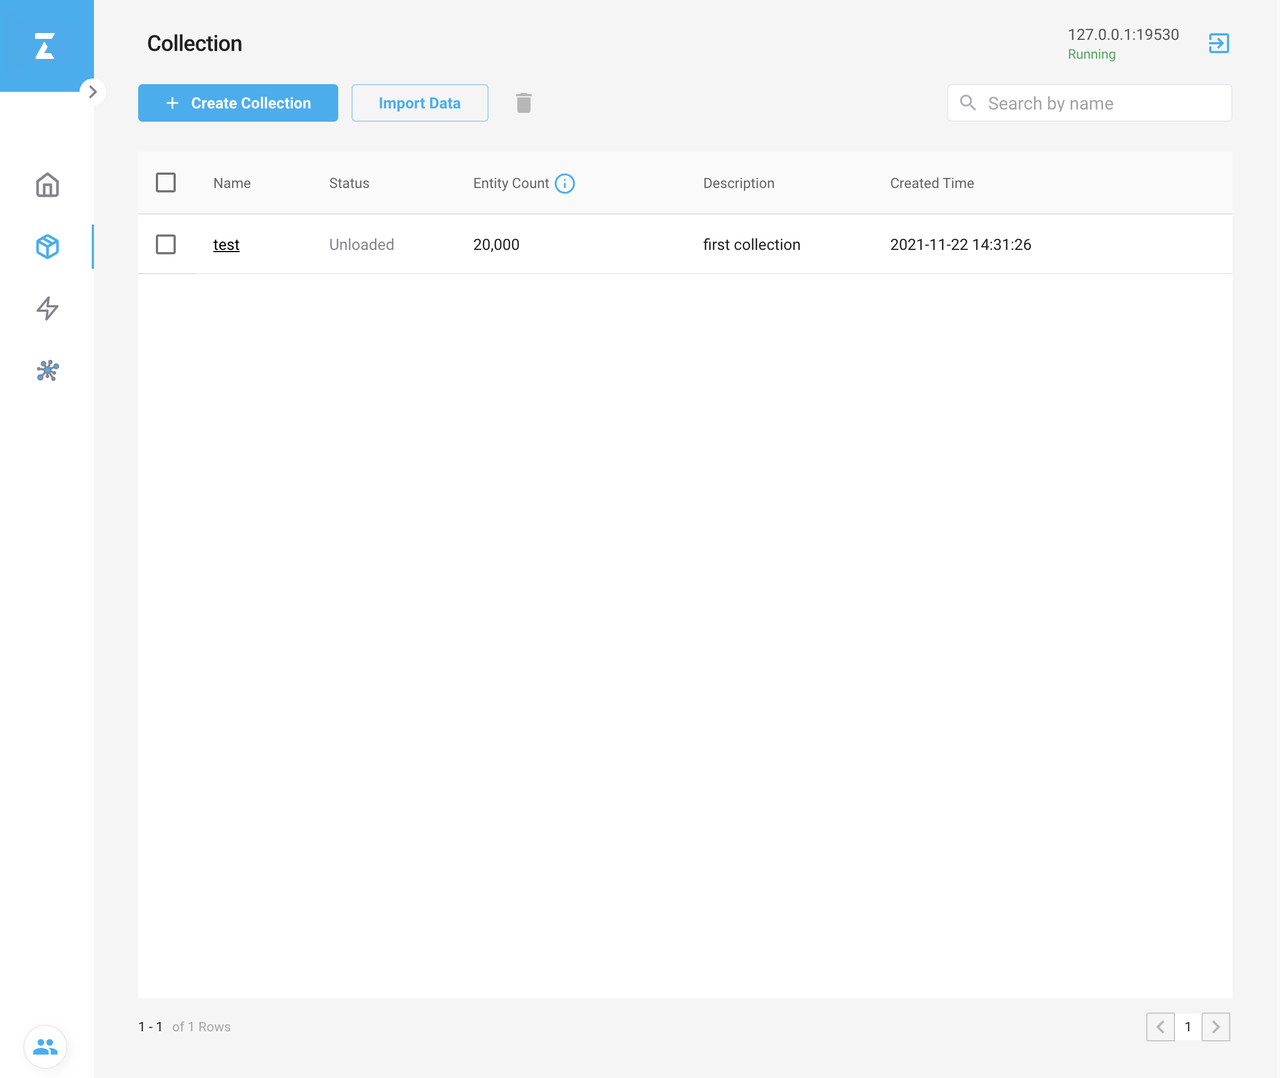 Collection
127.0.0.1:19530
Running
Create Collection
Import Data
Search by name
Name Status Entity Count Description Created Time
test Unloaded 20,000 first collection 2021-11-22 14:31:26
1 - 1 of 1 Rows
1